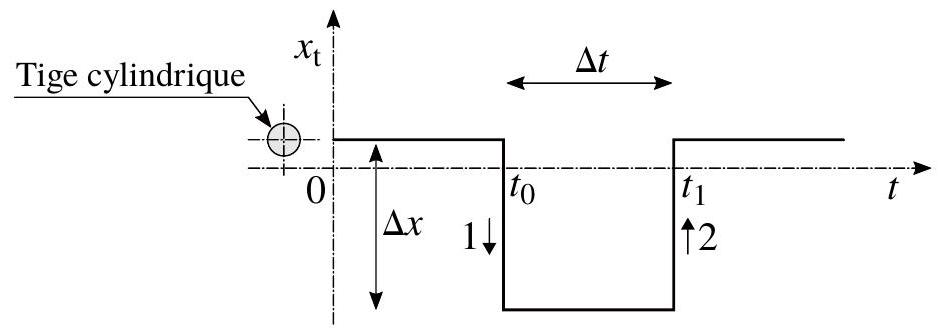 x_t
Δt
Tige cylindrique
0
t_0
t_1
t
Δx
1
2